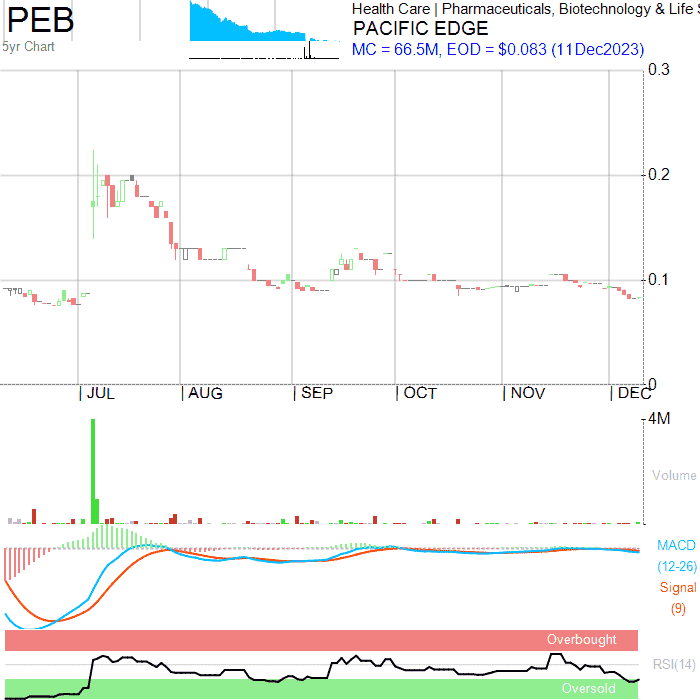 PEB
5yr Chart
Health Care | Pharmaceuticals, Biotechnology & Life
PACIFIC EDGE
MC = 66.5M, EOD = $0.083 (11Dec2023)
0.3
0.2
0.1
0
JUL
AUG
SEP
OCT
NOV
DEC
4M
Volume
MACD
(12-26)
Signal
(9)
Overbought
RSI(14)
Oversold